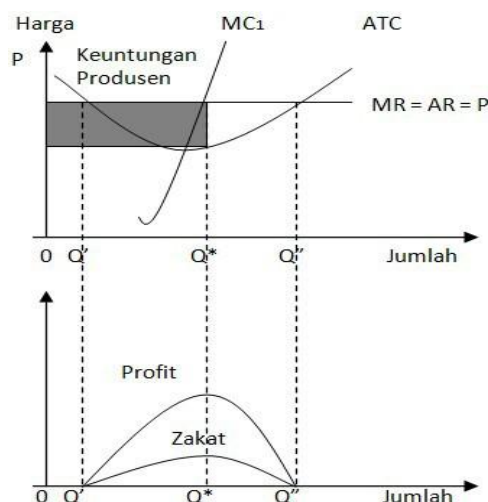 Harga
MC1
ATC
P
Keuntungan
Produsen
MR = AR = P
0 Q' Q* Q" Jumlah
Profit
Zakat
0 Q' Q* Q" Jumlah